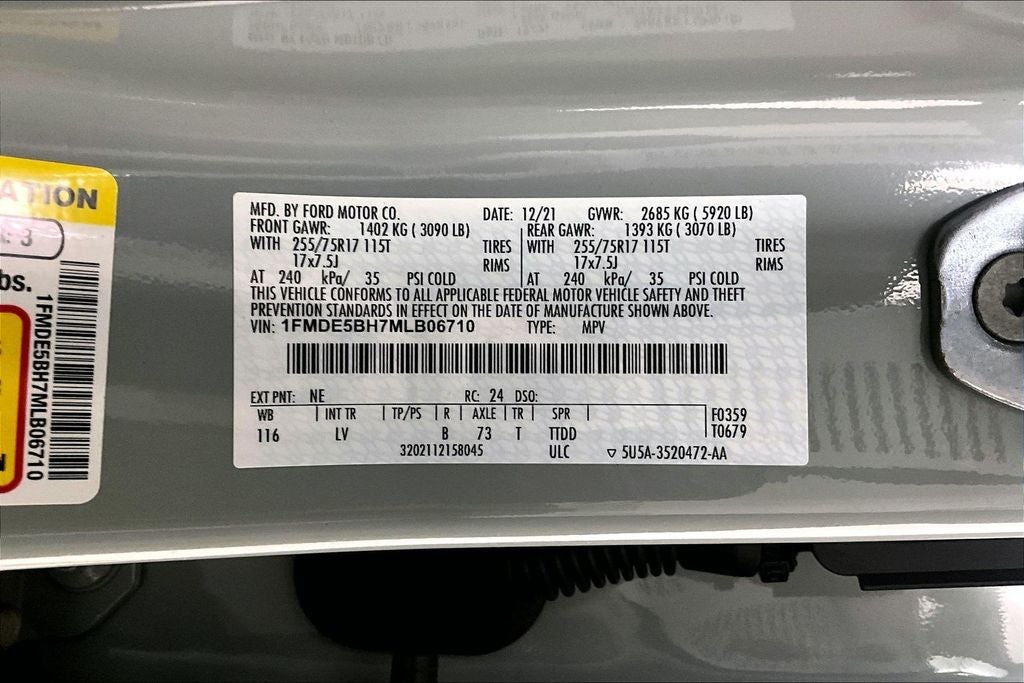 ATION
: 3
bs.
1FMDE5BH7MLB06710
MFD. BY FORD MOTOR CO. DATE: 12/21 GVWR: 2685 KG ( 5920 LB)
FRONT GAWR: 1402 KG ( 3090 LB) REAR GAWR: 1393 KG ( 3070 LB)
WITH 255/75R17 115T TIRES WITH 255/75R17 115T TIRES
17x7.5J RIMS 17x7.5J RIMS
AT 240 kPa/ 35 PSI COLD AT 240 kPa/ 35 PSI COLD
THIS VEHICLE CONFORMS TO ALL APPLICABLE FEDERAL MOTOR VEHICLE SAFETY AND THEFT
PREVENTION STANDARDS IN EFFECT ON THE DATE OF MANUFACTURE SHOWN ABOVE.
VIN: 1FMDE5BH7MLB06710 TYPE: MPV
EXT PNT: NE RC: 24 DSO:
WB INT TR TP/PS R AXLE TR SPR F0359
116 LV B 73 T TTDD T0679
3202112158045 ULC 5U5A-3520472-AA